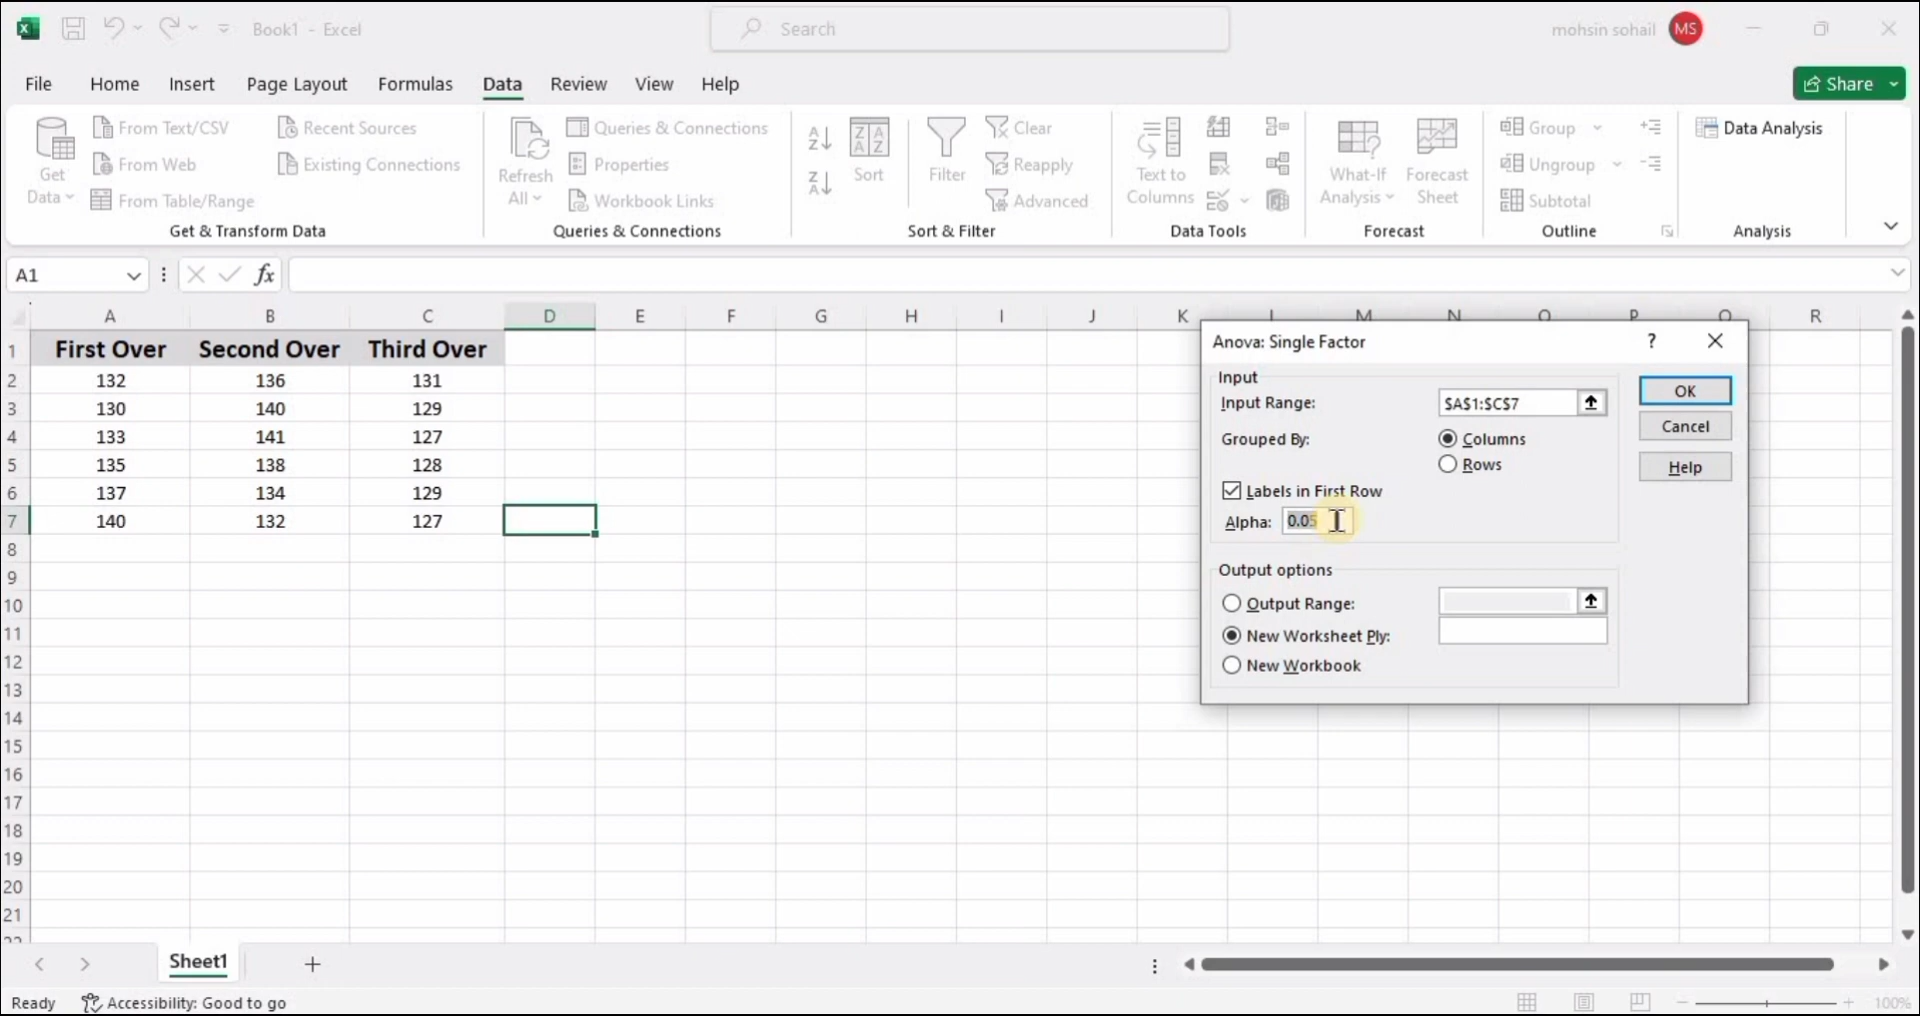 Book1 - Excel
Search
mohsin sohail
MS
File Home Insert Page Layout Formulas Data Review View Help
Share
Get Data
From Text/CSV
From Web
From Table/Range
Recent Sources
Existing Connections
Get & Transform Data
Refresh All
Queries & Connections
Properties
Workbook Links
Queries & Connections
Sort
Filter
Clear
Reapply
Advanced
Sort & Filter
Text to Columns
Data Tools
What-If Analysis
Forecast Sheet
Forecast
Group
Ungroup
Subtotal
Outline
Data Analysis
Analysis
A1
fx
A B C D E F G H I J K L M N O P Q R
1 First Over Second Over Third Over
2 132 136 131
3 130 140 129
4 133 141 127
5 135 138 128
6 137 134 129
7 140 132 127
8
9
10
11
12
13
14
15
16
17
18
19
20
21
22
Anova: Single Factor
? 
Input
Input Range: $A$1:$C$7
Grouped By: Columns
Rows
Labels in First Row
Alpha: 0.05
Output options
Output Range:
New Worksheet Ply:
New Workbook
OK
Cancel
Help
Sheet1
Ready
Accessibility: Good to go
100%